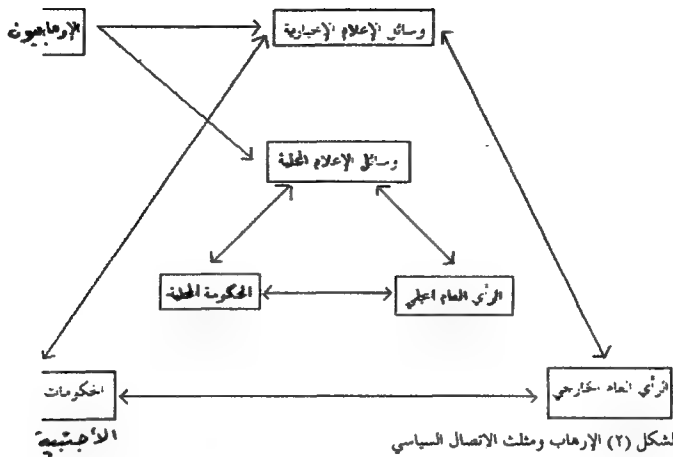 الإرهابيون
وسائل الإعلام الإخبارية
وسائل الإعلام المحلية
الحكومة المحلية
الرأي العام المحلي
الحكومات
الأجنبية
الرأي العام الخارجي
لشكل (٢) الإرهاب ومثلث الاتصال السياسي